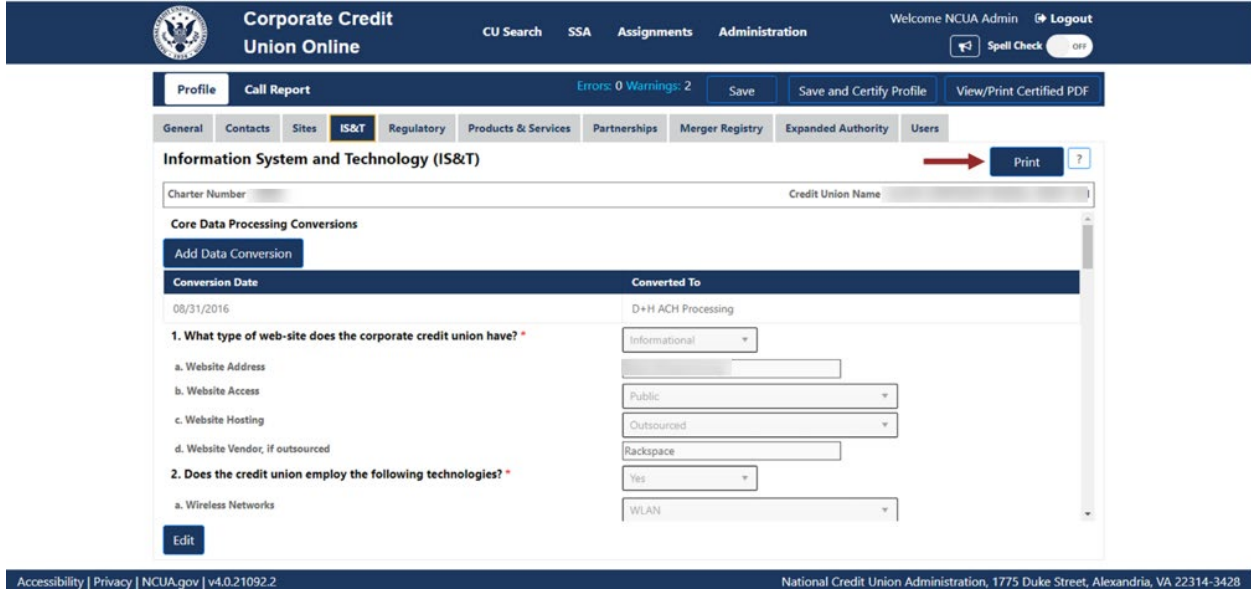 Corporate Credit
Union Online
CU Search SSA Assignments Administration
Welcome NCUA Admin Logout
Spell Check OFF
Profile Call Report Errors: 0 Warnings: 2 Save Save and Certify Profile View/Print Certified PDF
General Contacts Sites IS&T Regulatory Products & Services Partnerships Merger Registry Expanded Authority Users
Information System and Technology (IS&T) Print ?
Charter Number Credit Union Name
Core Data Processing Conversions
Add Data Conversion
Conversion Date Converted To
08/31/2016 D+H ACH Processing
1. What type of web-site does the corporate credit union have? * Informational
a. Website Address
b. Website Access Public
c. Website Hosting Outsourced
d. Website Vendor, if outsourced Rackspace
2. Does the credit union employ the following technologies? * Yes
a. Wireless Networks WLAN
Edit
Accessibility | Privacy | NCUA.gov | v4.0.21092.2 National Credit Union Administration, 1775 Duke Street, Alexandria, VA 22314-3428